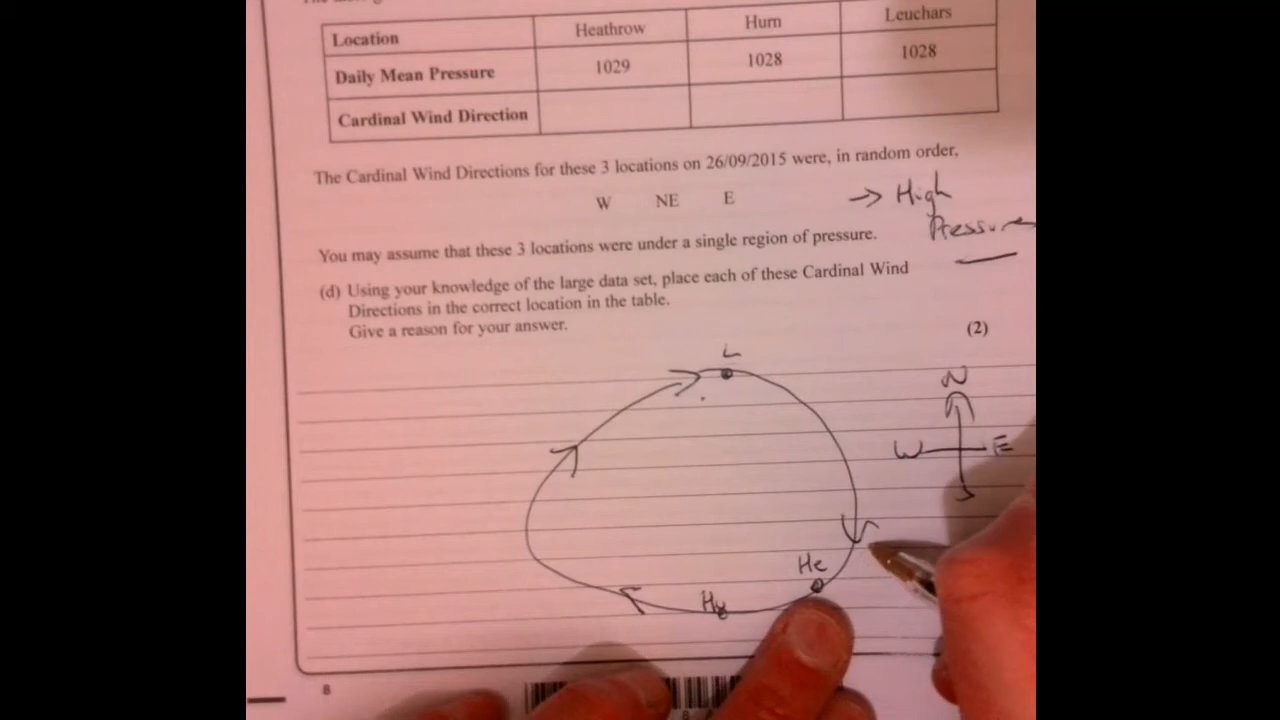 Location Heathrow Hurn Leuchars
Daily Mean Pressure 1029 1028 1028
Cardinal Wind Direction
The Cardinal Wind Directions for these 3 locations on 26/09/2015 were, in random order,
W NE E
→ High
Pressure
You may assume that these 3 locations were under a single region of pressure.
(d) Using your knowledge of the large data set, place each of these Cardinal Wind
Directions in the correct location in the table.
Give a reason for your answer.
(2)
L
N
W E
He
8